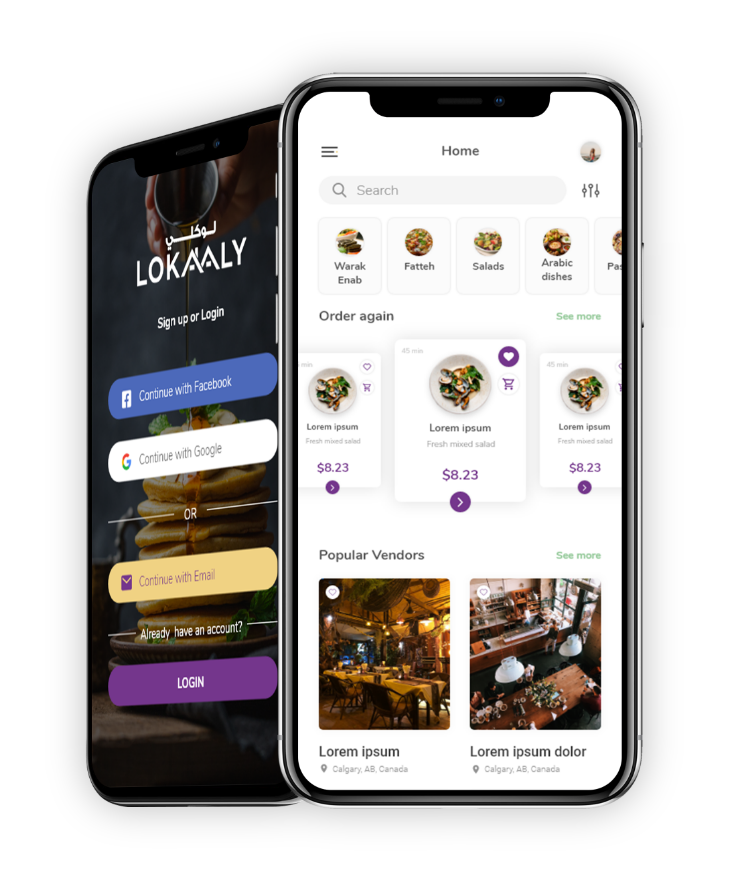 لوكلي
LOKAALY
Sign up or Login
Continue with Facebook
Continue with Google
OR
Continue with Email
Already have an account?
LOGIN
Home
Search
Warak
Enab
Fatteh
Salads
Arabic
dishes
Order again
See more
45 min
Lorem ipsum
Fresh mixed salad
$8.23
45 min
Lorem ipsum
Fresh mixed salad
$8.23
45 min
Lorem ipsum
Fresh mixed salad
$8.23
Popular Vendors
See more
Lorem ipsum
Calgary, AB, Canada
Lorem ipsum dolor
Calgary, AB, Canada